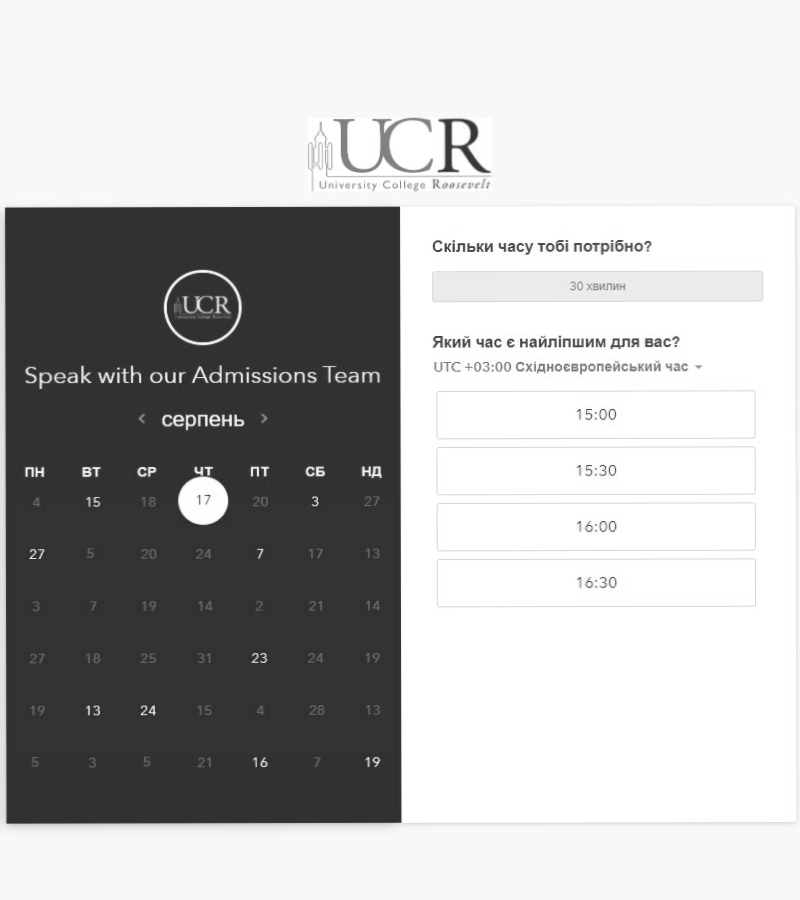 UCR
University College Roosevelt
UCR
Speak with our Admissions Team
серпень
ПН ВТ СР ЧТ ПТ СБ НД
4 15 18 17 20 3 27
27 5 20 24 7 17 13
3 7 19 14 2 21 14
27 18 25 31 23 24 19
19 13 24 15 4 28 13
5 3 5 21 16 7 19
Скільки часу тобі потрібно?
30 хвилин
Який час є найліпшим для вас?
UTC +03:00 Східноєвропейський час
15:00
15:30
16:00
16:30